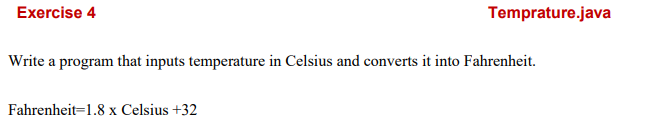 Exercise 4 Temprature.java
Write a program that inputs temperature in Celsius and converts it into Fahrenheit.
Fahrenheit=1.8 x Celsius +32